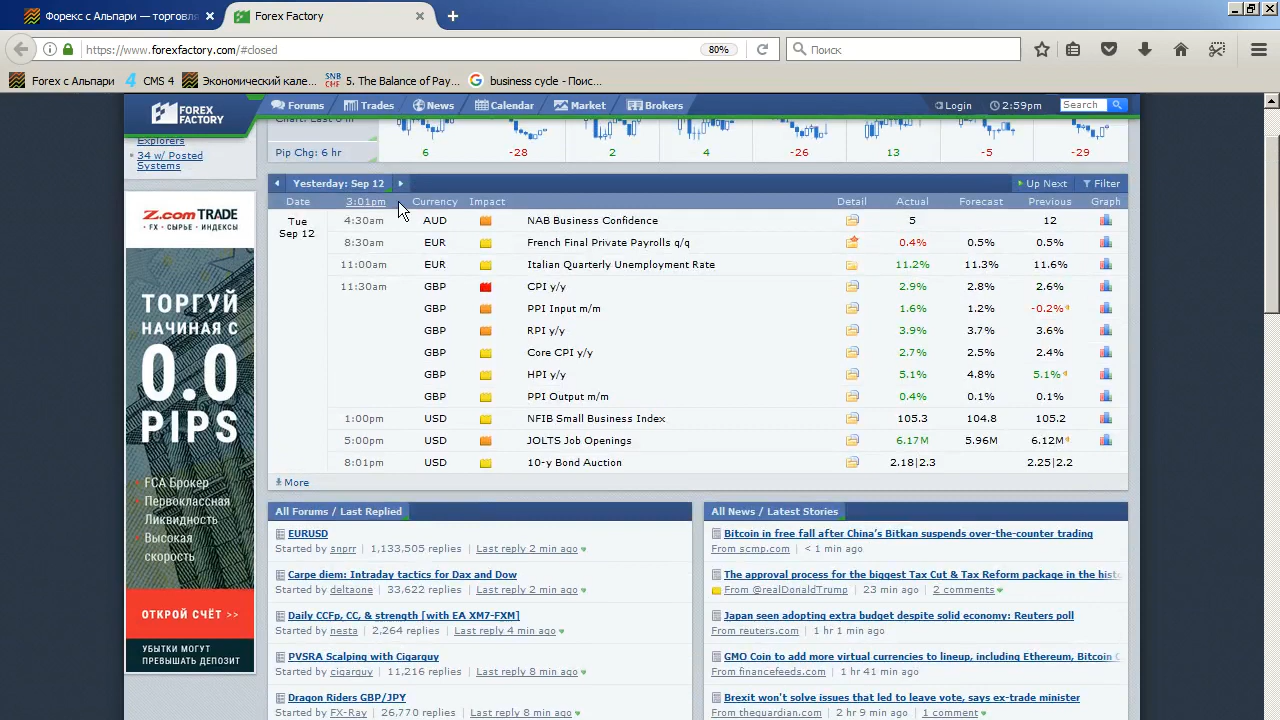 Форекс с Альпари — торговля
Forex Factory
https://www.forexfactory.com/#closed
80%
Поиск
Forex с Альпари
CMS 4
Экономический кале...
SNB CHF
5. The Balance of Pay...
business cycle - Поис...
FOREX FACTORY
Forums
Trades
News
Calendar
Market
Brokers
Login
2:59pm
Search
Explorers
34 w/ Posted
Systems
Pip Chg: 6 hr
6 -28 2 4 -26 13 -5 -29
Yesterday: Sep 12
Up Next
Filter
Date 3:01pm Currency Impact Detail Actual Forecast Previous Graph
Tue
Sep 12
4:30am AUD NAB Business Confidence 5 12
8:30am EUR French Final Private Payrolls q/q 0.4% 0.5% 0.5%
11:00am EUR Italian Quarterly Unemployment Rate 11.2% 11.3% 11.6%
11:30am GBP CPI y/y 2.9% 2.8% 2.6%
GBP PPI Input m/m 1.6% 1.2% -0.2%
GBP RPI y/y 3.9% 3.7% 3.6%
GBP Core CPI y/y 2.7% 2.5% 2.4%
GBP HPI y/y 5.1% 4.8% 5.1%
GBP PPI Output m/m 0.4% 0.1% 0.1%
1:00pm USD NFIB Small Business Index 105.3 104.8 105.2
5:00pm USD JOLTS Job Openings 6.17M 5.96M 6.12M
8:01pm USD 10-y Bond Auction 2.18|2.3 2.25|2.2
More
Z.com TRADE
FX - СЫРЬЕ - ИНДЕКСЫ
ТОРГУЙ
НАЧИНАЯ С
0.0
PIPS
FCA Брокер
Первоклассная
Ликвидность
Высокая
скорость
ОТКРОЙ СЧЁТ >>
УБЫТКИ МОГУТ
ПРЕВЫШАТЬ ДЕПОЗИТ
All Forums / Last Replied
EURUSD
Started by snprr | 1,133,505 replies | Last reply 2 min ago
Carpe diem: Intraday tactics for Dax and Dow
Started by deltaone | 33,622 replies | Last reply 2 min ago
Daily CCFp, CC, & strength [with EA XM7-FXM]
Started by nesta | 2,264 replies | Last reply 4 min ago
PVSRA Scalping with Cigarguy
Started by cigarguy | 11,216 replies | Last reply 8 min ago
Dragon Riders GBP/JPY
Started by FX-Ray | 26,770 replies | Last reply 8 min ago
All News / Latest Stories
Bitcoin in free fall after China's Bitkan suspends over-the-counter trading
From scmp.com | < 1 min ago
The approval process for the biggest Tax Cut & Tax Reform package in the hist
From @realDonaldTrump | 23 min ago | 2 comments
Japan seen adopting extra budget despite solid economy: Reuters poll
From reuters.com | 1 hr 1 min ago
GMO Coin to add more virtual currencies to lineup, including Ethereum, Bitcoin C
From financefeeds.com | 1 hr 41 min ago
Brexit won't solve issues that led to leave vote, says ex-trade minister
From theguardian.com | 2 hr 9 min ago | 1 comment